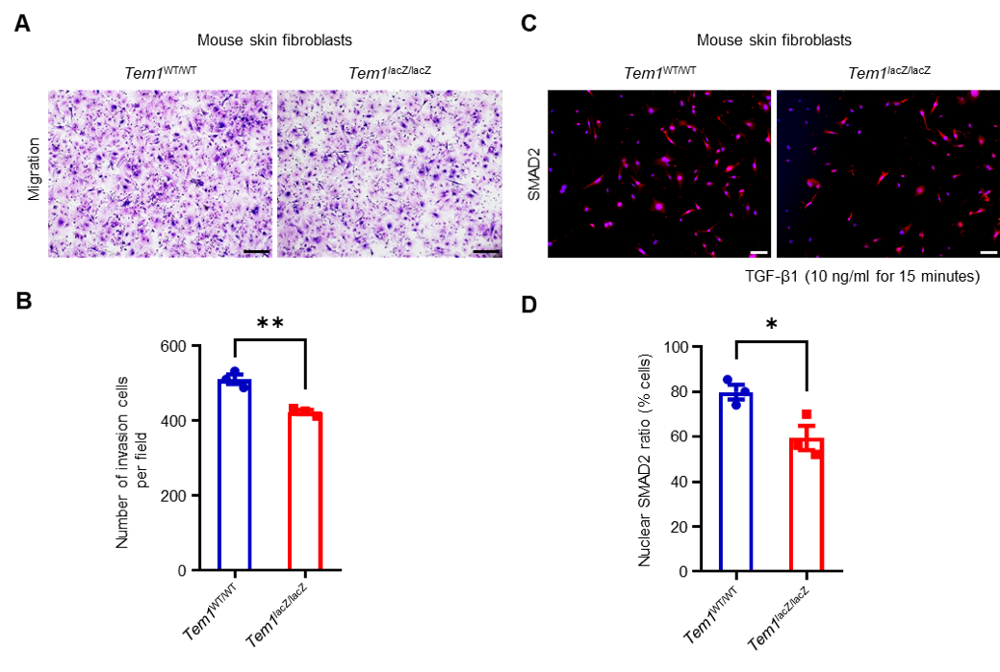 A
Mouse skin fibroblasts
Tem1WT/WT
Tem1lacZ/lacZ
Migration
B
**
Number of invasion cells
per field
600
400
200
0
Tem1WT/WT
Tem1lacZ/lacZ
C
Mouse skin fibroblasts
Tem1WT/WT
Tem1lacZ/lacZ
SMAD2
TGF-β1 (10 ng/ml for 15 minutes)
D
*
Nuclear SMAD2 ratio (% cells)
100
80
60
40
20
0
Tem1WT/WT
Tem1lacZ/lacZ